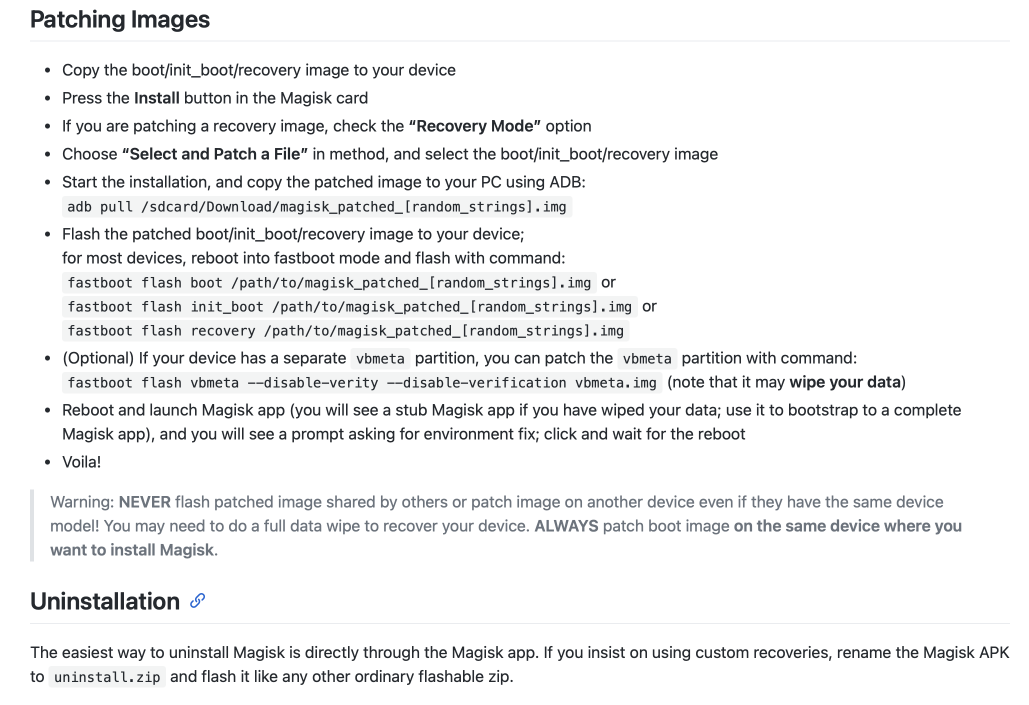 Patching Images
• Copy the boot/init_boot/recovery image to your device
• Press the Install button in the Magisk card
• If you are patching a recovery image, check the “Recovery Mode” option
• Choose “Select and Patch a File” in method, and select the boot/init_boot/recovery image
• Start the installation, and copy the patched image to your PC using ADB:
adb pull /sdcard/Download/magisk_patched_[random_strings].img
• Flash the patched boot/init_boot/recovery image to your device;
for most devices, reboot into fastboot mode and flash with command:
fastboot flash boot /path/to/magisk_patched_[random_strings].img or
fastboot flash init_boot /path/to/magisk_patched_[random_strings].img or
fastboot flash recovery /path/to/magisk_patched_[random_strings].img
• (Optional) If your device has a separate vbmeta partition, you can patch the vbmeta partition with command:
fastboot flash vbmeta --disable-verity --disable-verification vbmeta.img (note that it may wipe your data)
• Reboot and launch Magisk app (you will see a stub Magisk app if you have wiped your data; use it to bootstrap to a complete
Magisk app), and you will see a prompt asking for environment fix; click and wait for the reboot
• Voila!
Warning: NEVER flash patched image shared by others or patch image on another device even if they have the same device
model! You may need to do a full data wipe to recover your device. ALWAYS patch boot image on the same device where you
want to install Magisk.
Uninstallation
The easiest way to uninstall Magisk is directly through the Magisk app. If you insist on using custom recoveries, rename the Magisk APK
to uninstall.zip and flash it like any other ordinary flashable zip.